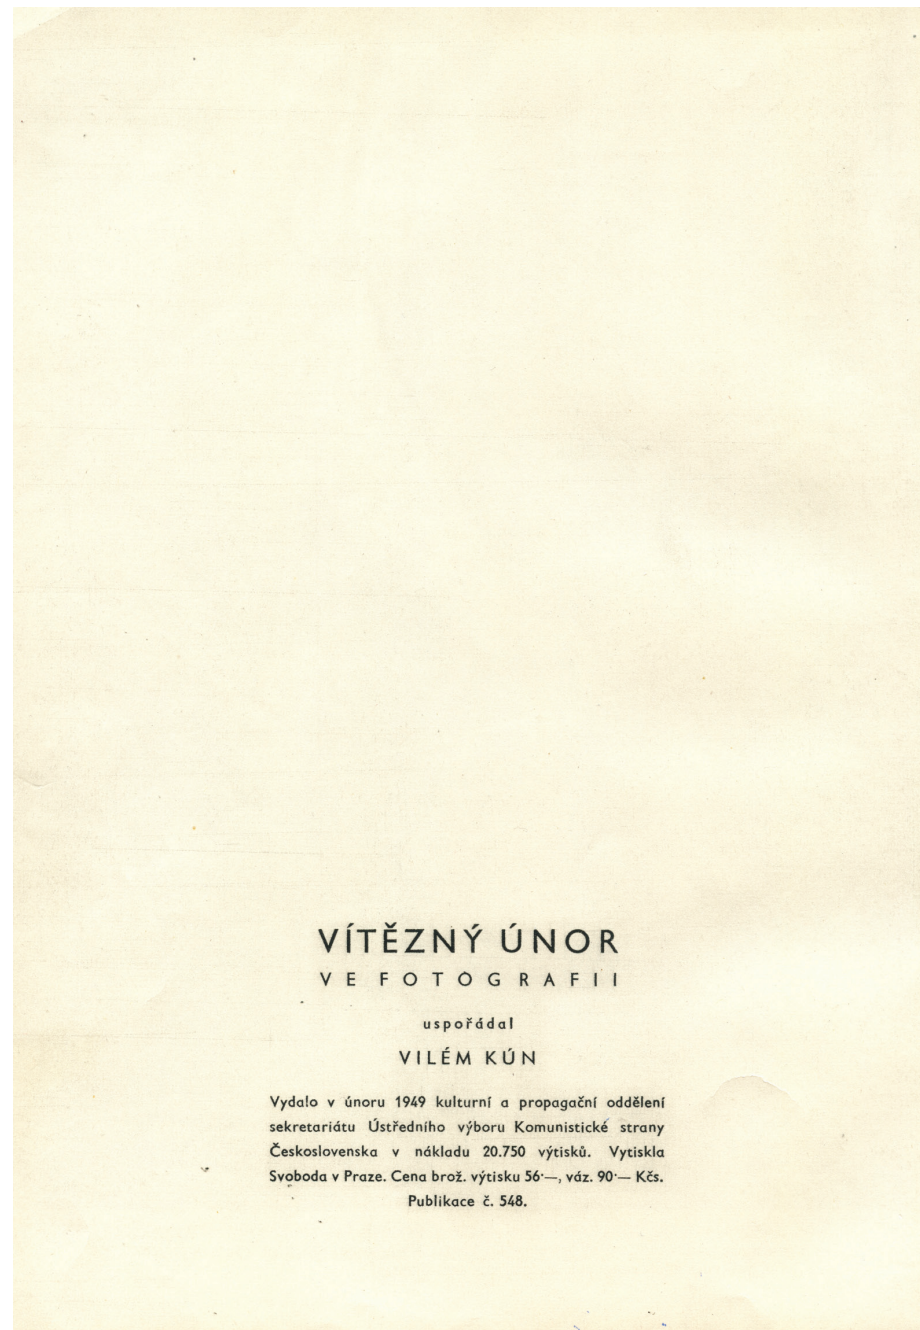 VÍTĚZNÝ ÚNOR
VE FOTOGRAFII
uspořádal
VILÉM KÚN
Vydalo v únoru 1949 kulturní a propagační oddělení
sekretariátu Ústředního výboru Komunistické strany
Československa v nákladu 20.750 výtisků. Vytiskla
Svoboda v Praze. Cena brož. výtisku 56·—, váz. 90·— Kčs.
Publikace č. 548.